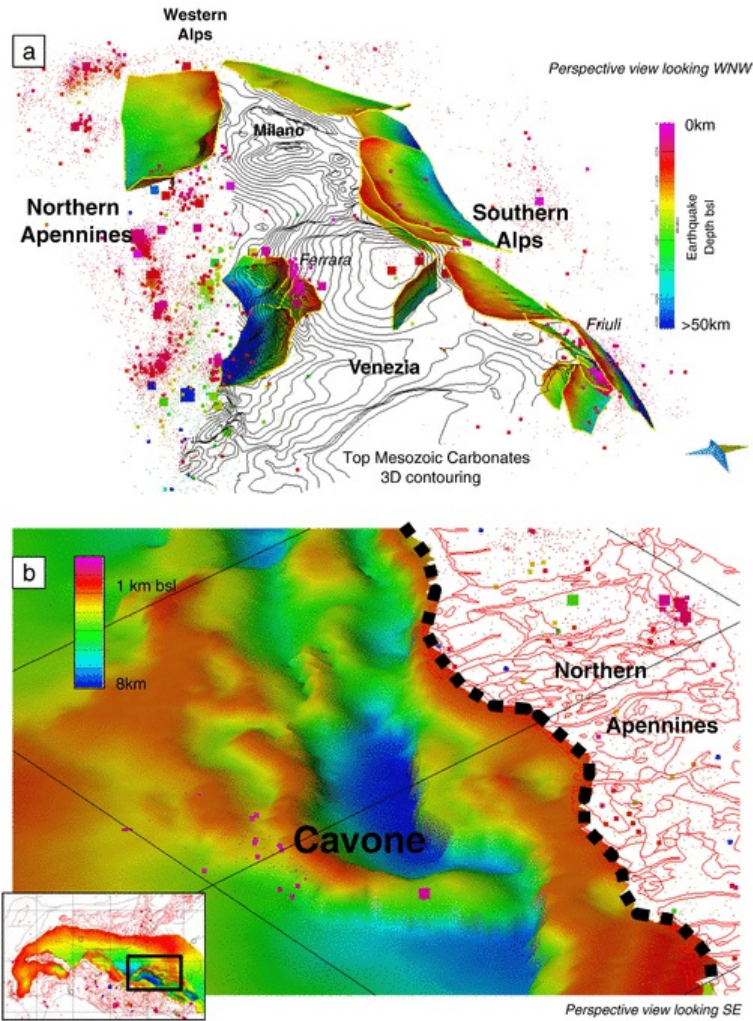 Western
Alps
a
Perspective view looking WNW
Milano
0km
Northern
Apennines
Southern
Alps
Earthquake
Depth bsl
Ferrara
Friuli
>50km
Venezia
Top Mesozoic Carbonates
3D contouring
b
1 km bsl
8km
Northern
Apennines
Cavone
Perspective view looking SE